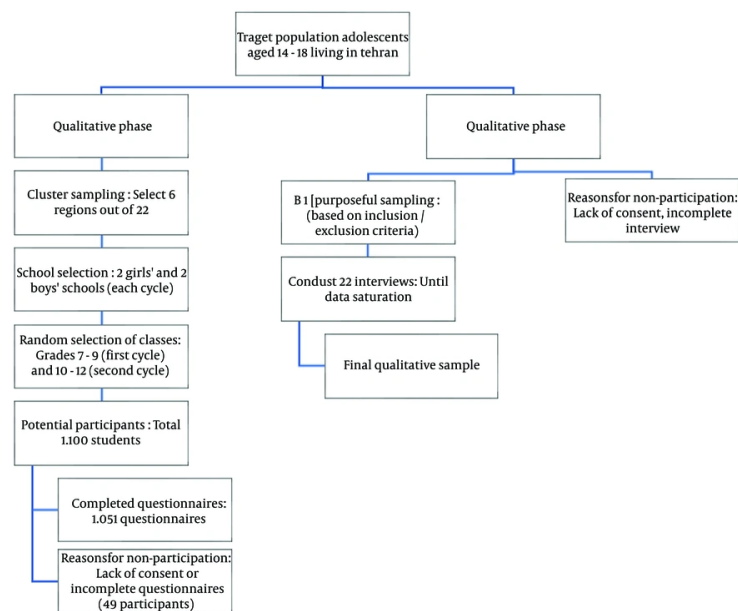 Traget population adolescents
aged 14 - 18 living in tehran
Qualitative phase
Cluster sampling : Select 6
regions out of 22
School selection : 2 girls' and 2
boys' schools (each cycle)
Random selection of classes:
Grades 7 - 9 (first cycle)
and 10 - 12 (second cycle)
Potential participants : Total
1.100 students
Completed questionnaires:
1.051 questionnaires
Reasonsfor non-participation:
Lack of consent or
incomplete questionnaires
(49 participants)
Qualitative phase
B 1 [purposeful sampling :
(based on inclusion /
exclusion criteria)
Condust 22 interviews: Until
data saturation
Final qualitative sample
Reasonsfor non-participation:
Lack of consent, incomplete
interview